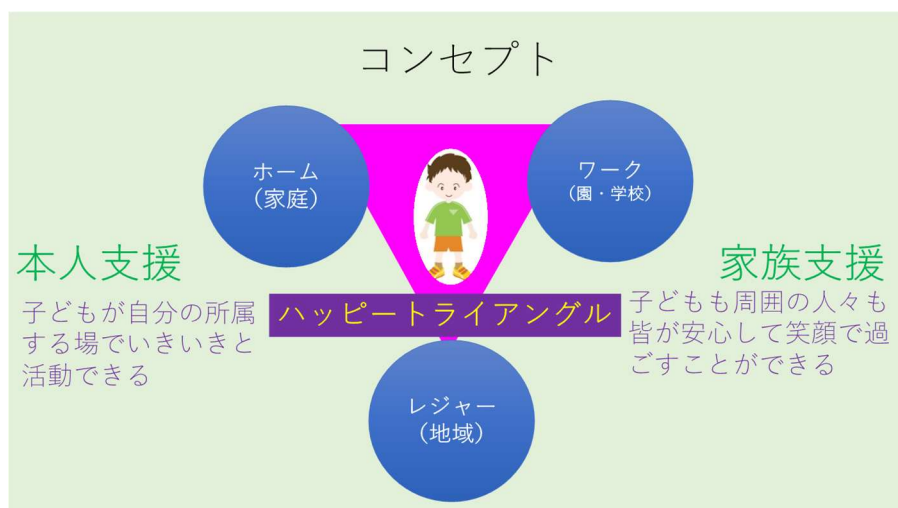 コンセプト
ホーム
（家庭）
ワーク
（園・学校）
本人支援
子どもが自分の所属
する場でいきいきと
活動できる
ハッピートライアングル
家族支援
子どもも周囲の人々も
皆が安心して笑顔で過
ごすことができる
レジャー
（地域）